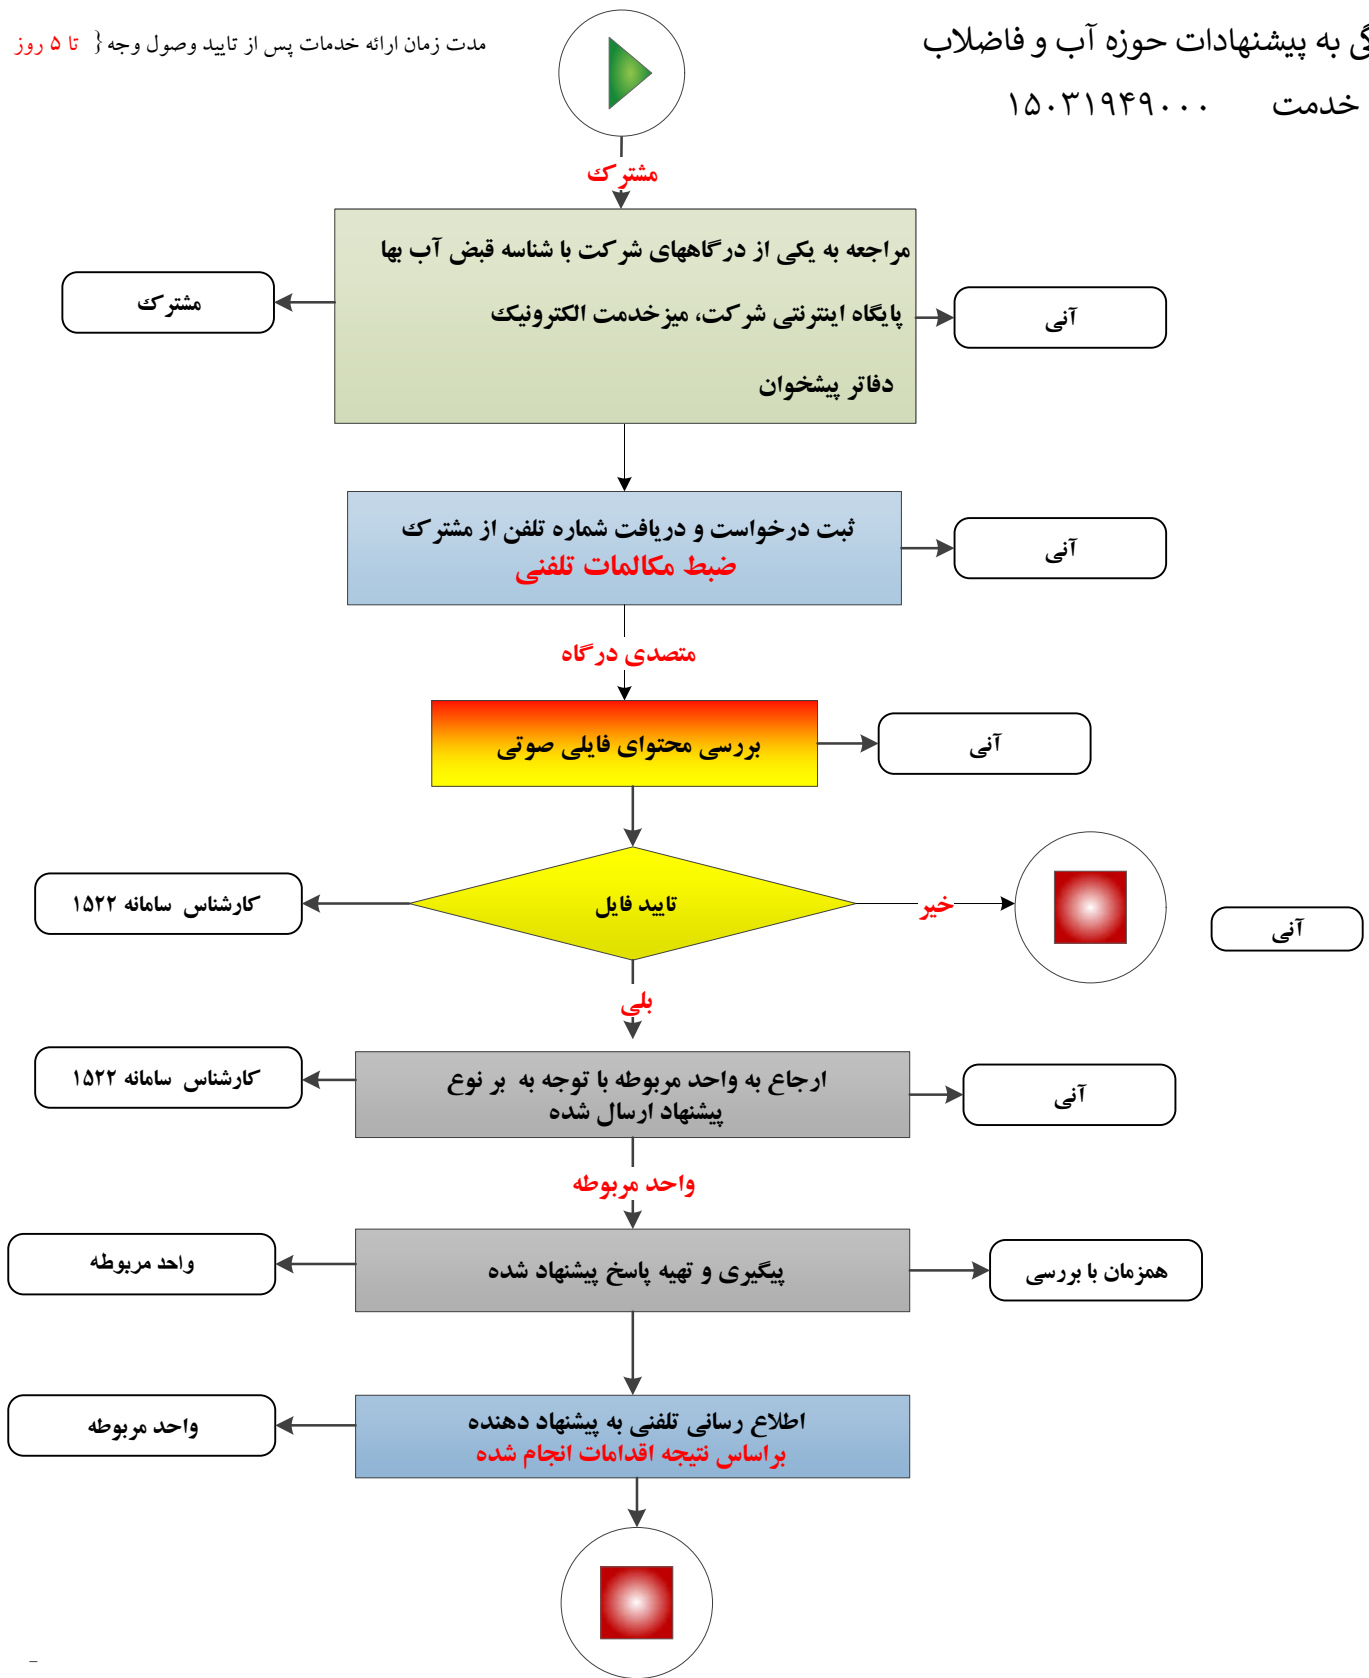 به پیشنهادات حوزه آب و فاضلاب
خدمت ۱۵۰۳۱۹۴۹۰۰۰
مدت زمان ارائه خدمات پس از تایید وصول وجه { تا ۵ روز
مشترک
مراجعه به یکی از درگاههای شرکت با شناسه قبض آب بها
پایگاه اینترنتی شرکت، میزخدمت الکترونیک
دفاتر پیشخوان
آنی
مشترک
ثبت درخواست و دریافت شماره تلفن از مشترک
ضبط مکالمات تلفنی
آنی
متصدی درگاه
بررسی محتوای فایلی صوتی
آنی
تایید فایل
خیر
آنی
کارشناس سامانه ۱۵۲۲
بلی
ارجاع به واحد مربوطه با توجه به بر نوع
پیشنهاد ارسال شده
آنی
کارشناس سامانه ۱۵۲۲
واحد مربوطه
پیگیری و تهیه پاسخ پیشنهاد شده
همزمان با بررسی
واحد مربوطه
اطلاع رسانی تلفنی به پیشنهاد دهنده
براساس نتیجه اقدامات انجام شده
واحد مربوطه